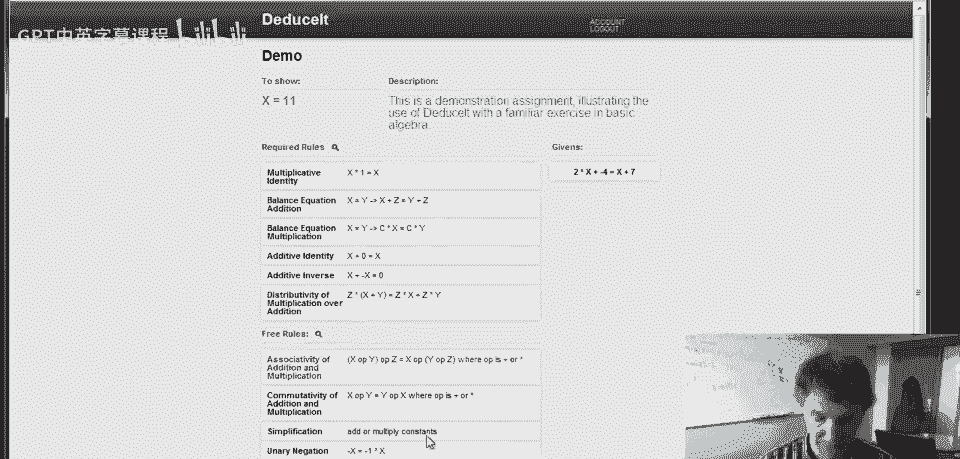 DeduceIt
ACCOUNT
LOGOUT
GPT中英字幕课程
Demo
To show:
Description:
X = 11
This is a demonstration assignment, illustrating the
use of DeduceIt with a familiar exercise in basic
algebra.
Required Rules
Givens:
2 * X + -4 = X + 7
Multiplicative
Identity
X * 1 = X
Balance Equation
Addition
X = Y -> X + Z = Y + Z
Balance Equation
Multiplication
X = Y -> C * X = C * Y
Additive Identity
X + 0 = X
Additive Inverse
X + -X = 0
Distributivity of
Multiplication over
Addition
Z * (X + Y) = Z * X + Z * Y
Free Rules:
Associativity of
Addition and
Multiplication
(X op Y) op Z = X op (Y op Z) where op is + or *
Commutativity of
Addition and
Multiplication
X op Y = Y op X where op is + or *
Simplification
add or multiply constants
Unary Negation
-X = -1 * X